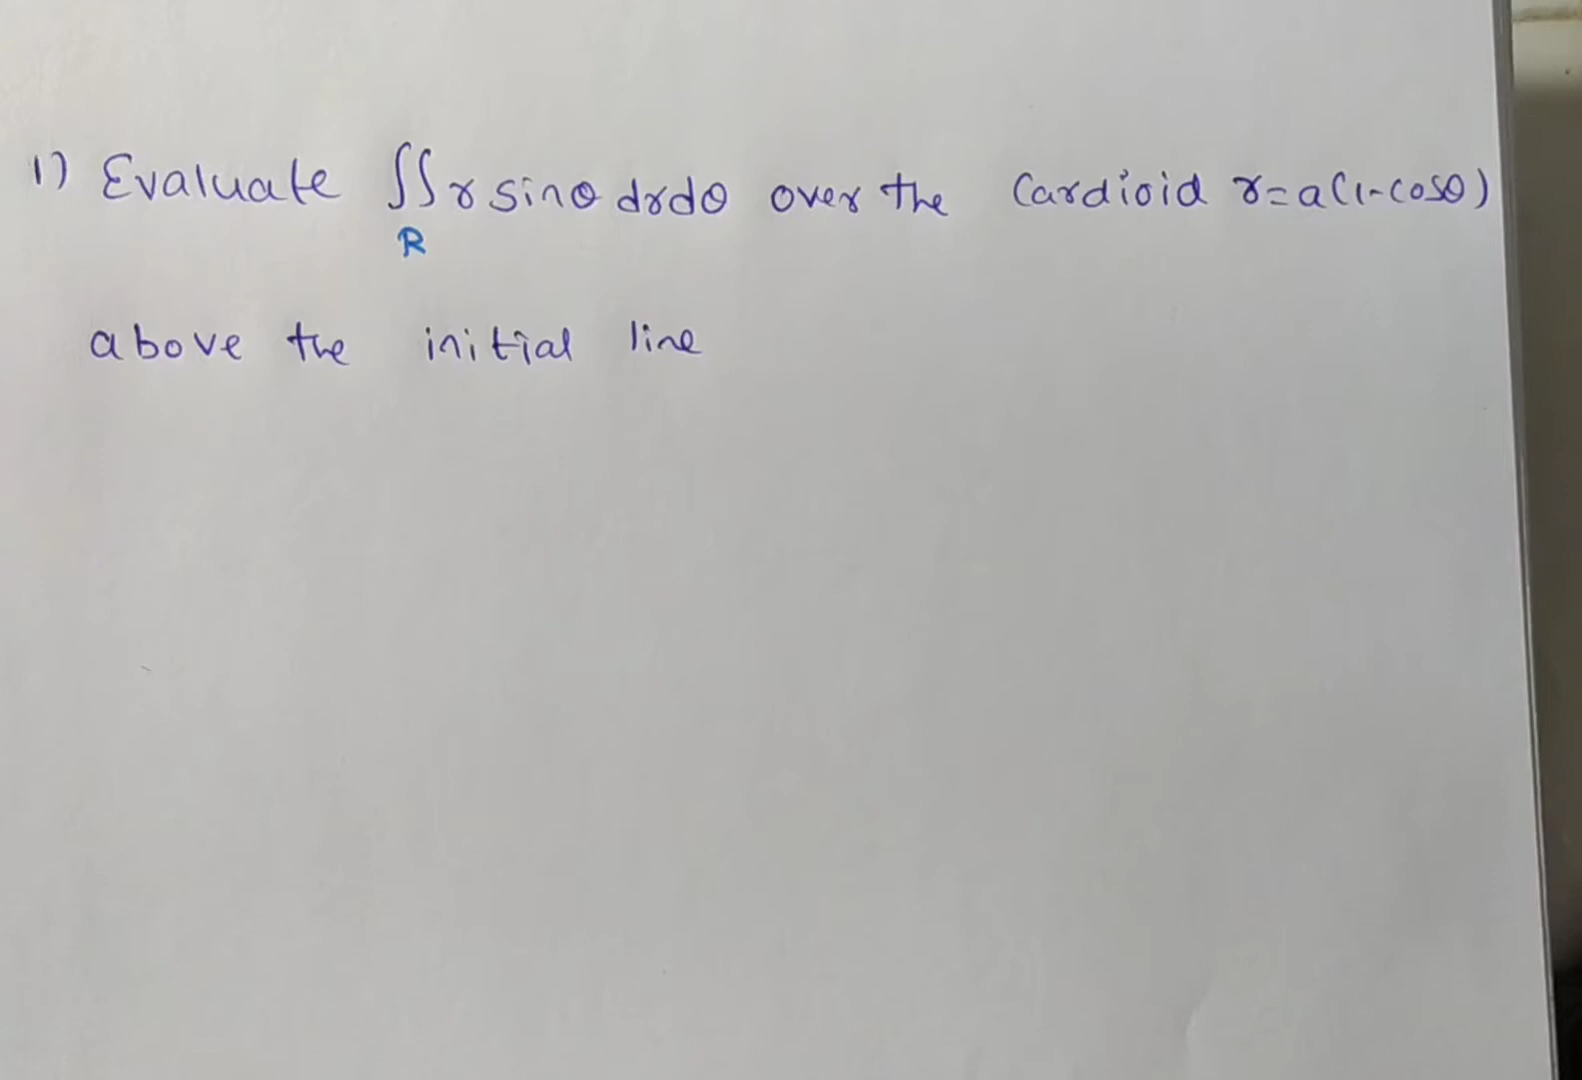 1) Evaluate ∫∫ r sinθ drdθ over the Cardioid r=a(1-cosθ)
R
above the initial line